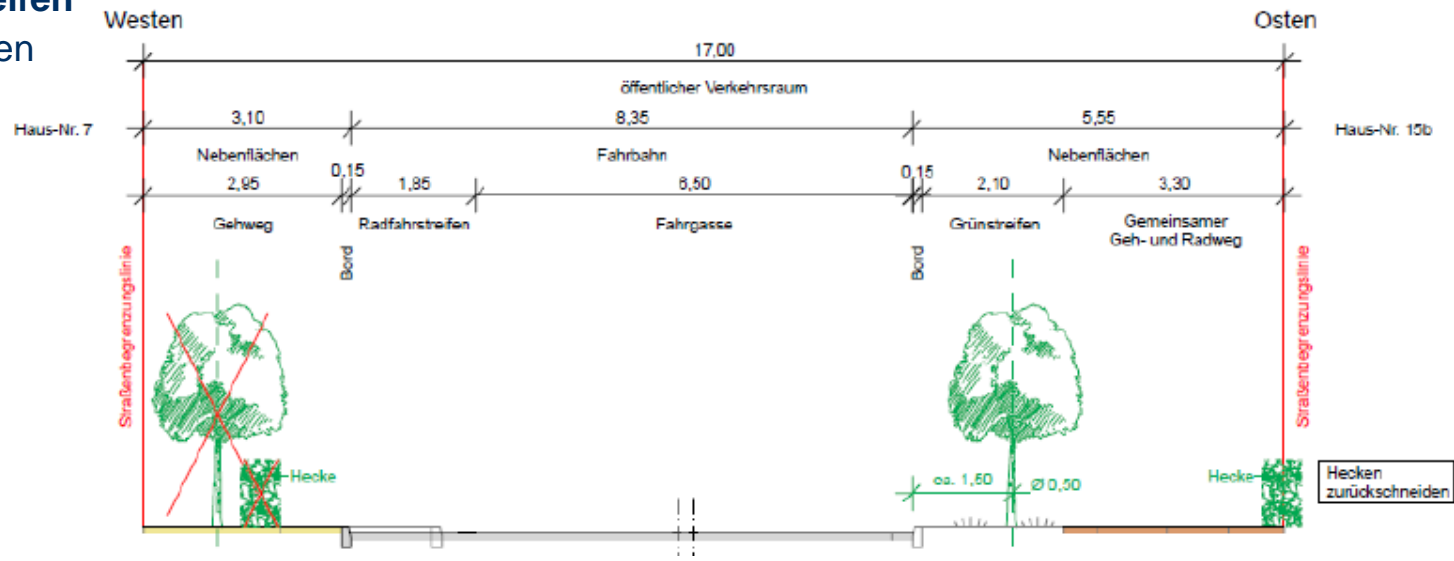 eifen
en
Westen
Osten
17,00
öffentlicher Verkehrsraum
Haus-Nr. 7
3,10
8,35
5,55
Haus-Nr. 15b
Nebenflächen
Fahrbahn
Nebenflächen
2,95
0,15
1,85
6,50
0,15
2,10
3,30
Gehweg
Bord
Radfahrstreifen
Fahrgasse
Bord
Grünstreifen
Gemeinsamer
Geh- und Radweg
Straßenbegrenzungslinie
Straßenbegrenzungslinie
Hecke
ca. 1,50
Ø 0,50
Hecke
Hecken
zurückschneiden